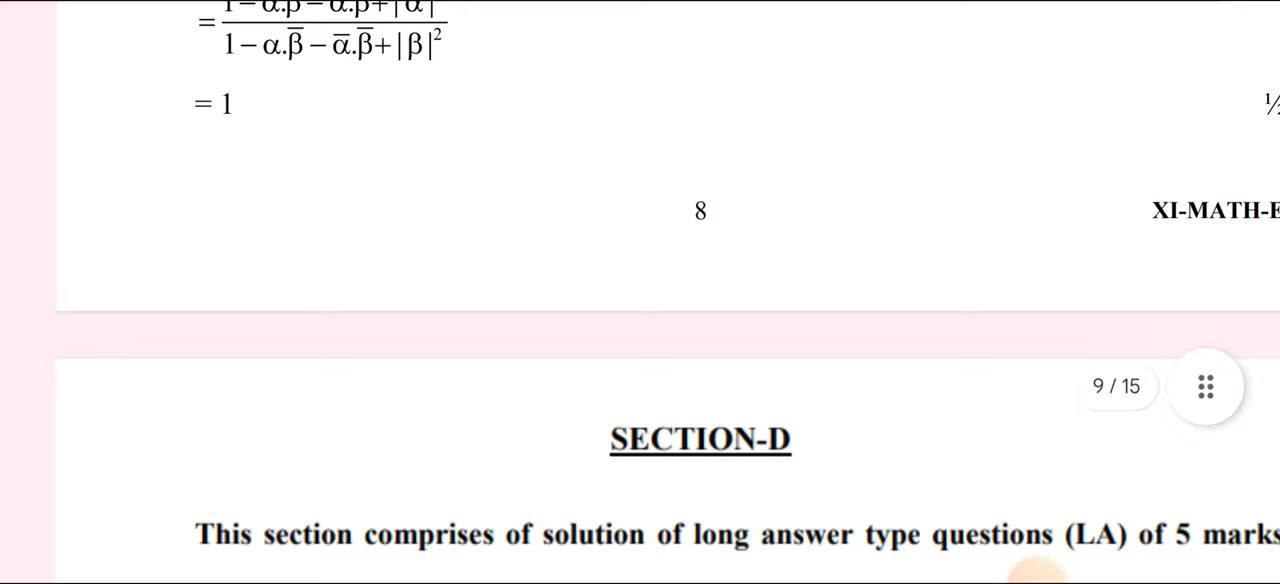 = 1 – α.β̅ – α̅.β + |α|
1 – α.β̅ – α̅.β̅ + |β|²
= 1
8 XI-MATH-E
9 / 15
SECTION-D
This section comprises of solution of long answer type questions (LA) of 5 marks